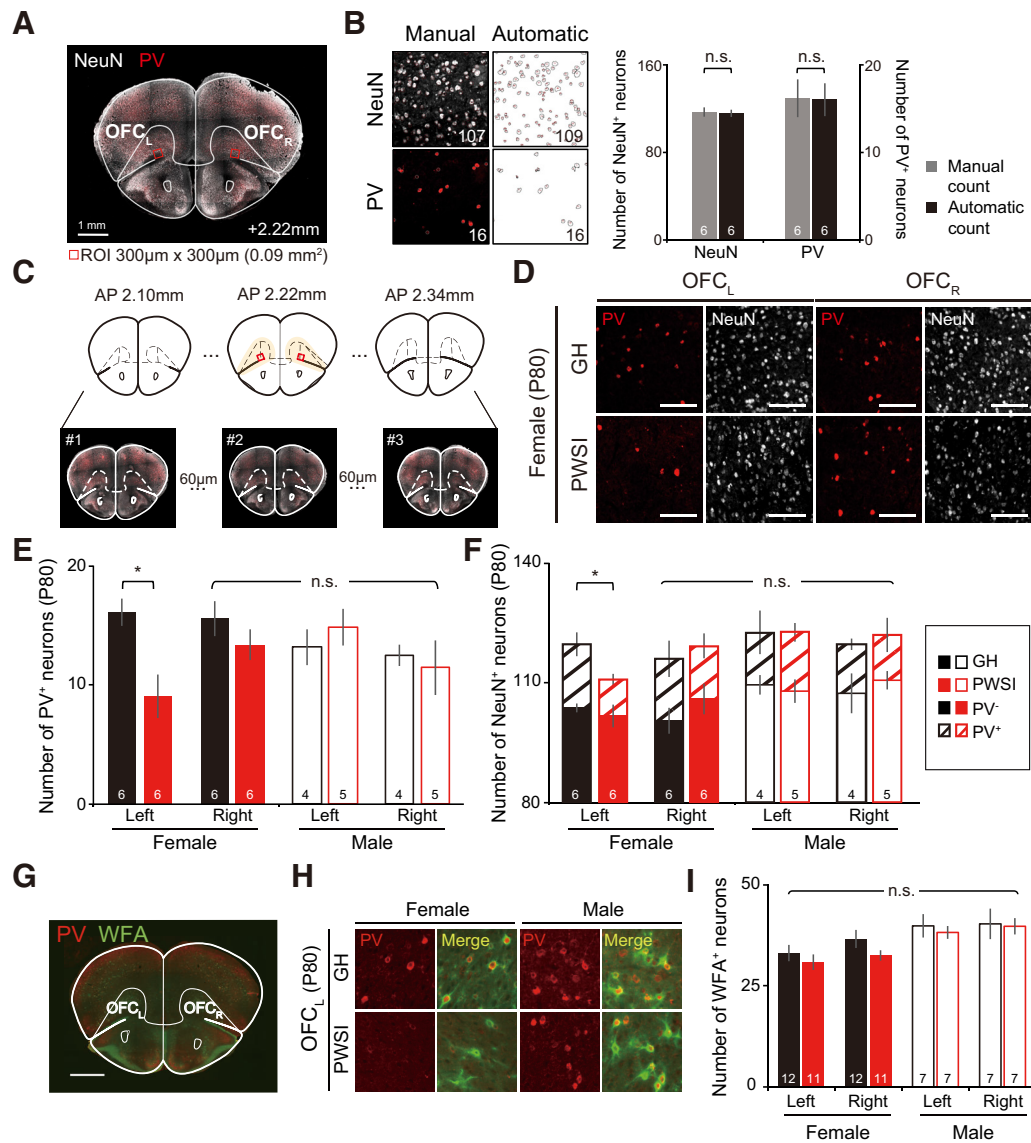 A
NeuN PV
OFC_L
OFC_R
1 mm
+2.22mm
ROI 300µm x 300µm (0.09 mm²)
B
Manual Automatic
NeuN
107
109
PV
16
16
n.s. n.s.
Number of NeuN⁺ neurons
160
80
0
20
10
0
Number of PV⁺ neurons
6 6 6 6
NeuN PV
Manual count
Automatic count
C
AP 2.10mm AP 2.22mm AP 2.34mm
... ...
#1 #2 #3
60µm 60µm
... ...
D
OFC_L OFC_R
PV NeuN PV NeuN
Female (P80)
GH
PWSI
E
Number of PV⁺ neurons (P80)
20
10
0
* n.s.
6 6 6 6 4 5 4 5
Left Right Left Right
Female Male
F
Number of NeuN⁺ neurons (P80)
140
110
80
* n.s.
6 6 6 6 4 5 4 5
Left Right Left Right
Female Male
GH
PWSI
PV⁻
PV⁺
G
PV WFA
OFC_L OFC_R
H
Female Male
PV Merge PV Merge
OFC_L (P80)
GH
PWSI
I
Number of WFA⁺ neurons
50
25
0
n.s.
12 11 12 11 7 7 7 7
Left Right Left Right
Female Male